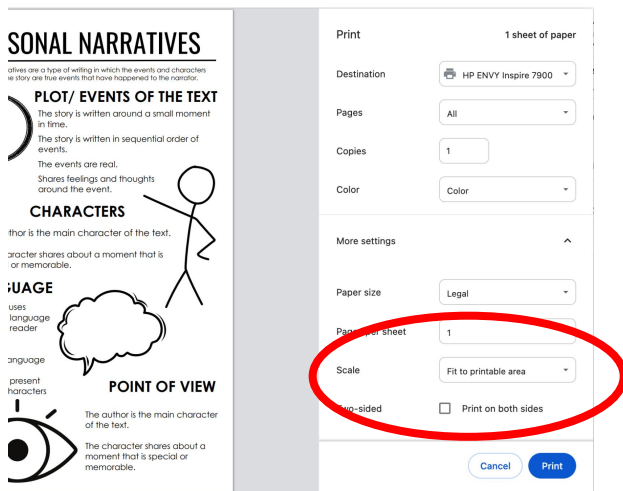 SONAL NARRATIVES
atives are a type of writing in which the events and characters
e story are true events that have happened to the narrator.
PLOT/ EVENTS OF THE TEXT
The story is written around a small moment
in time.
The story is written in sequential order of
events.
The events are real.
Shares feelings and thoughts
around the event.
CHARACTERS
thor is the main character of the text.
aracter shares about a moment that is
or memorable.
GUAGE
uses
language
reader
anguage
present
haracters
POINT OF VIEW
The author is the main character
of the text.
The character shares about a
moment that is special or
memorable.
Print
1 sheet of paper
Destination
HP ENVY Inspire 7900
Pages
All
Copies
1
Color
Color
More settings
Paper size
Legal
Pages per sheet
1
Scale
Fit to printable area
Two-sided
Print on both sides
Cancel
Print